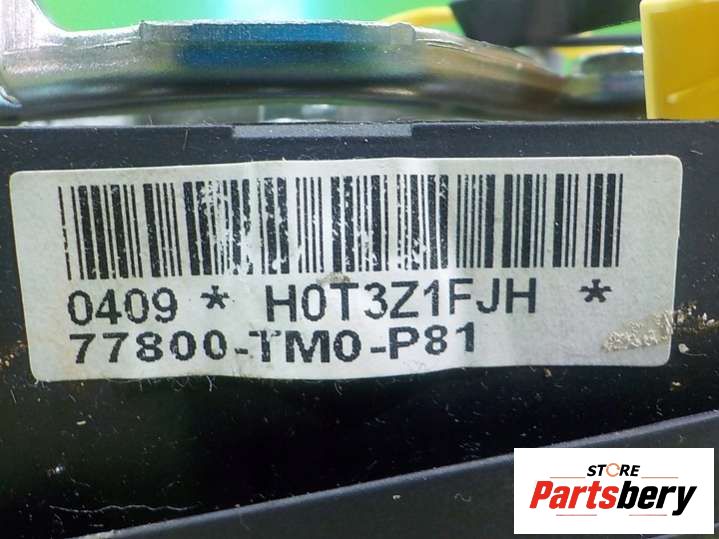 0409 * H0T3Z1FJH *
77800-TM0-P81
STORE
Partsbery